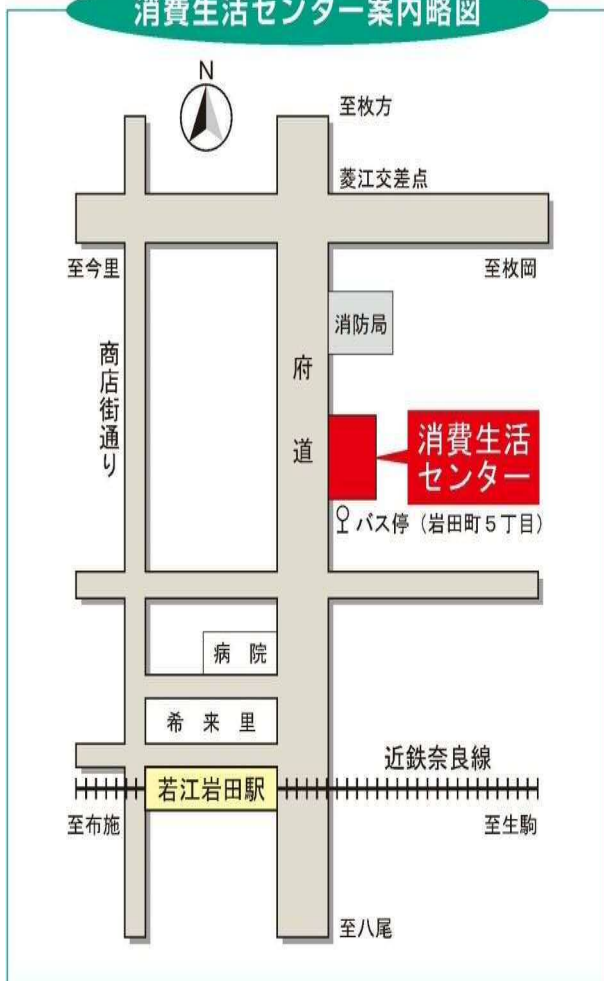 消費生活センター案内略図
N
至枚方
菱江交差点
至今里
至枚岡
消防局
商店街通り
府道
消費生活
センター
バス停（岩田町５丁目）
病院
希来里
近鉄奈良線
若江岩田駅
至布施
至生駒
至八尾